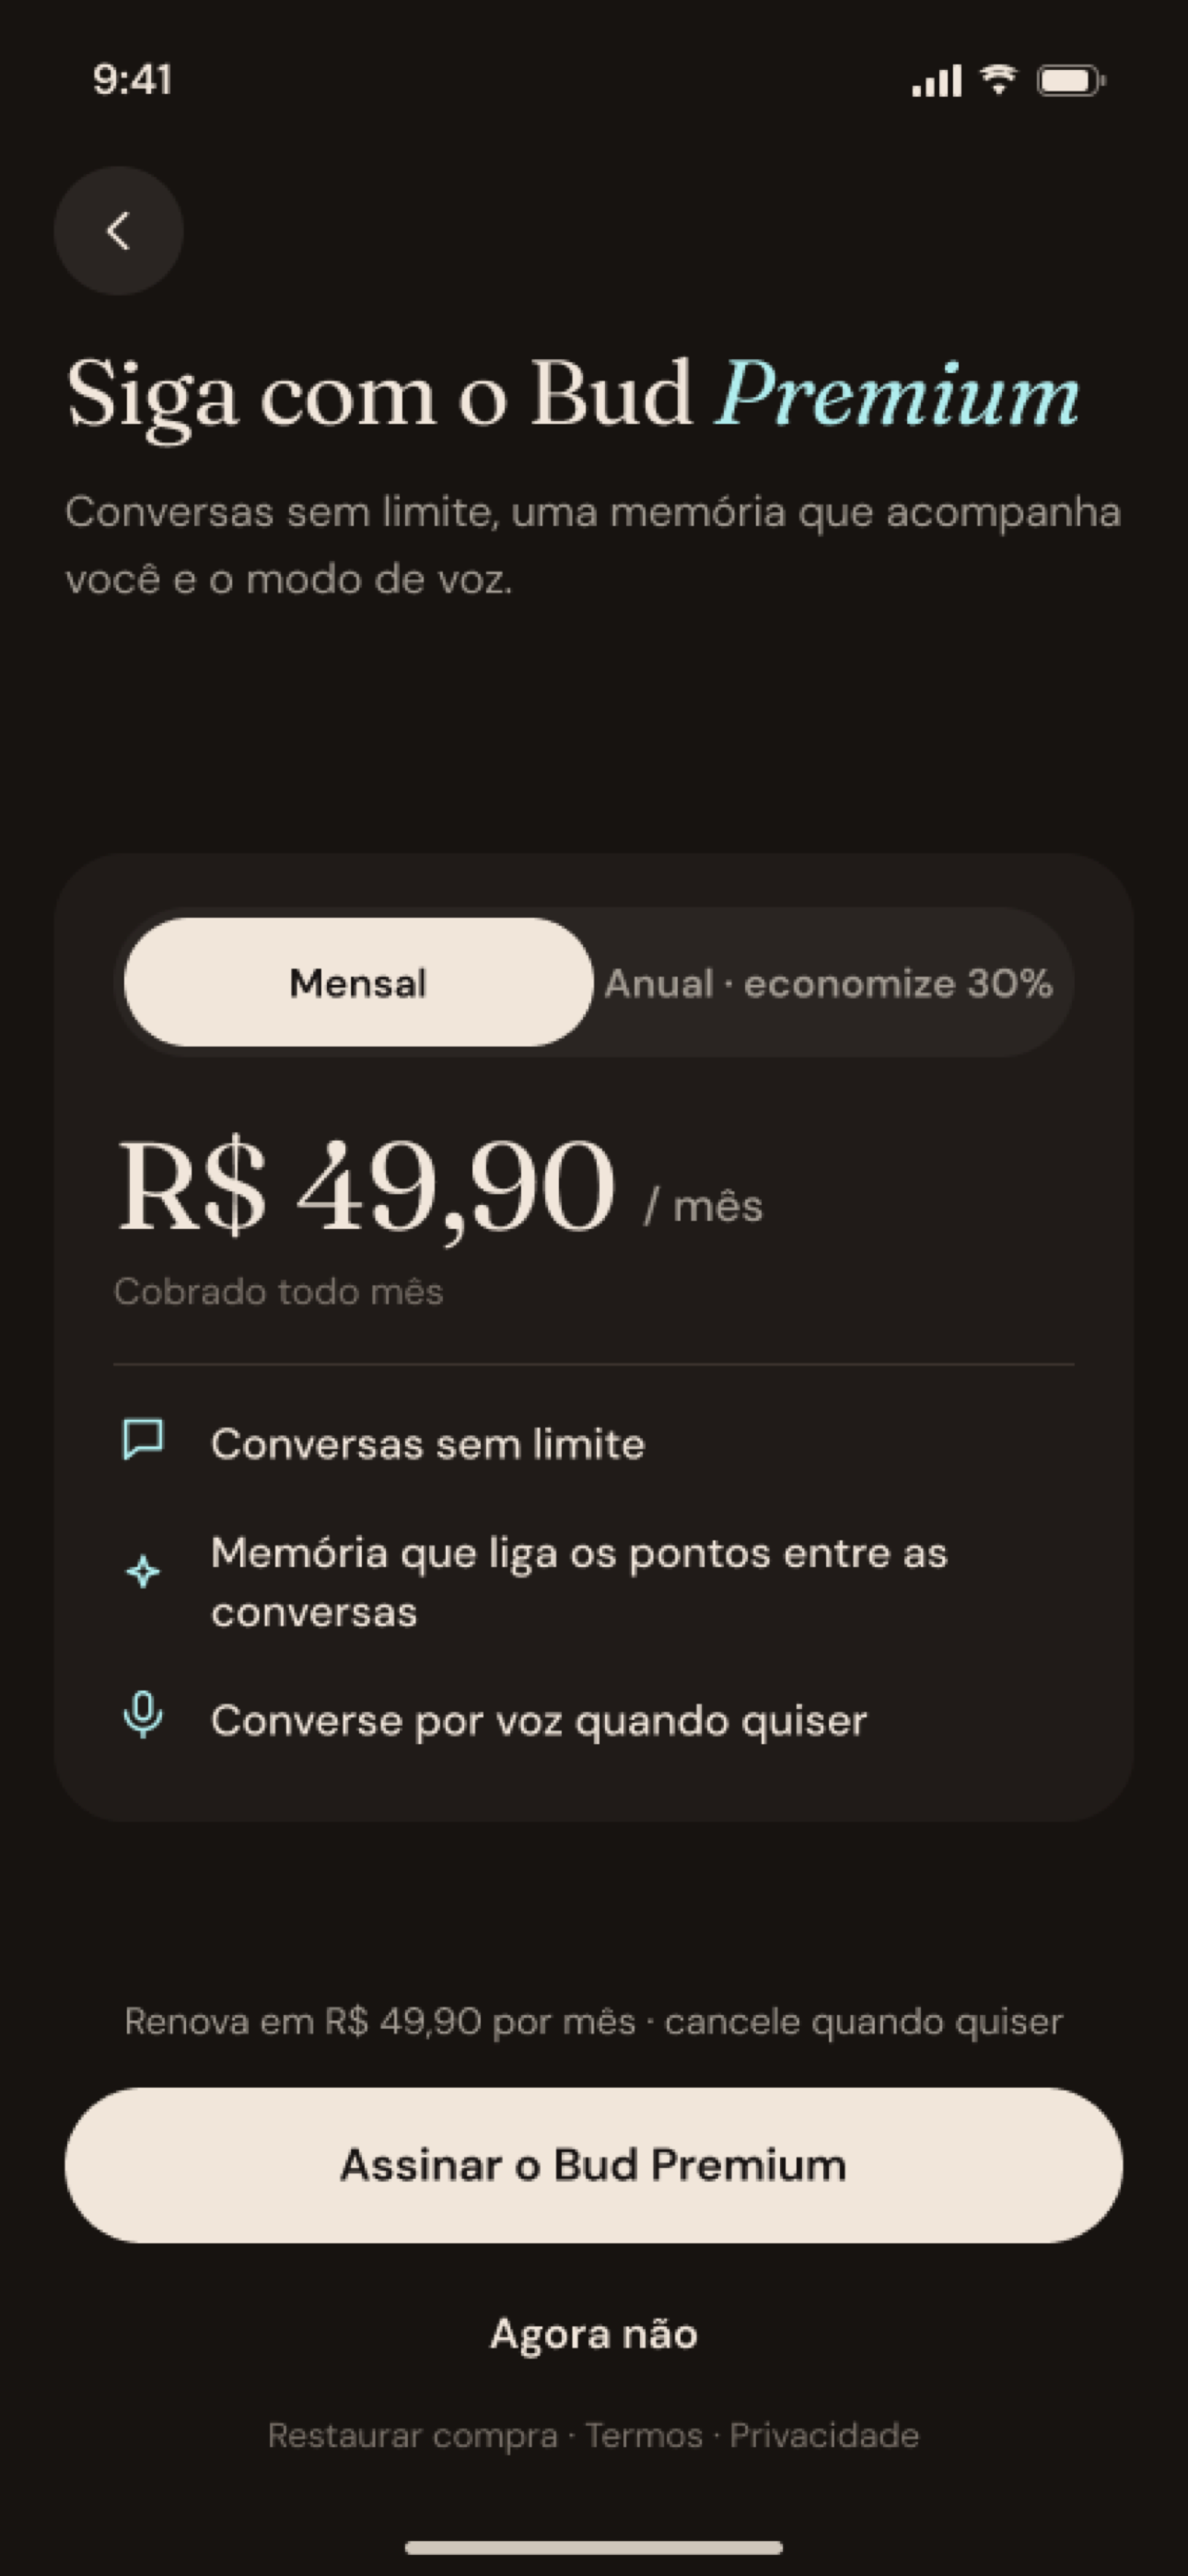 9:41
Siga com o Bud Premium
Conversas sem limite, uma memória que acompanha
você e o modo de voz.
Mensal
Anual · economize 30%
R$ 49,90 / mês
Cobrado todo mês
Conversas sem limite
Memória que liga os pontos entre as
conversas
Converse por voz quando quiser
Renova em R$ 49,90 por mês · cancele quando quiser
Assinar o Bud Premium
Agora não
Restaurar compra · Termos · Privacidade